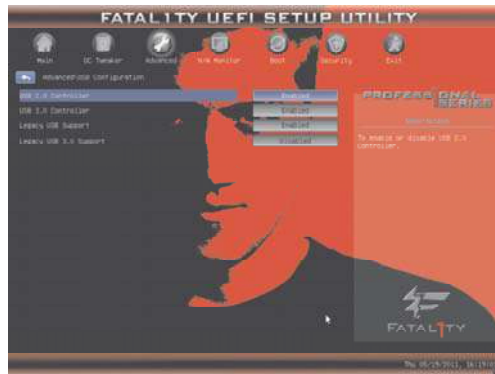 FATAL1TY UEFI SETUP UTILITY
Main
OC Tweaker
Advanced
H/W Monitor
Boot
Security
Exit
Advanced\USB Configuration
USB 2.0 Controller
Enabled
USB 3.0 Controller
Enabled
Legacy USB Support
Enabled
Legacy USB 3.0 Support
Disabled
PROFESSIONAL
SERIES
To enable or disable USB 2.0
Controller.
FATAL1TY